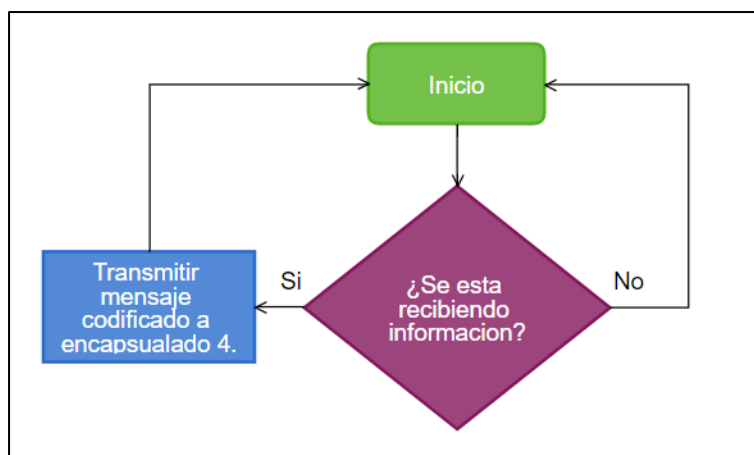 Inicio
¿Se esta
recibiendo
informacion?
Si
No
Transmitir
mensaje
codificado a
encapsualado 4.